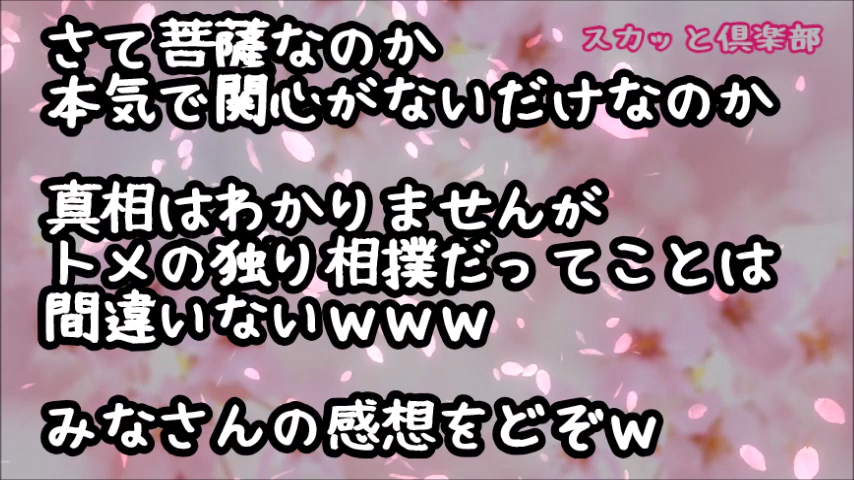 スカッと倶楽部
さて菩薩なのか
本気で関心がないだけなのか
真相はわかりませんが
トメの独り相撲だってことは
間違いないｗｗｗ
みなさんの感想をどぞｗ